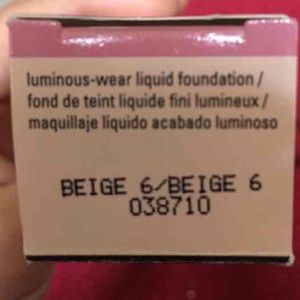 luminous-wear liquid foundation /
fond de teint liquide fini lumineux /
maquillaje líquido acabado luminoso
BEIGE 6/BEIGE 6
038710